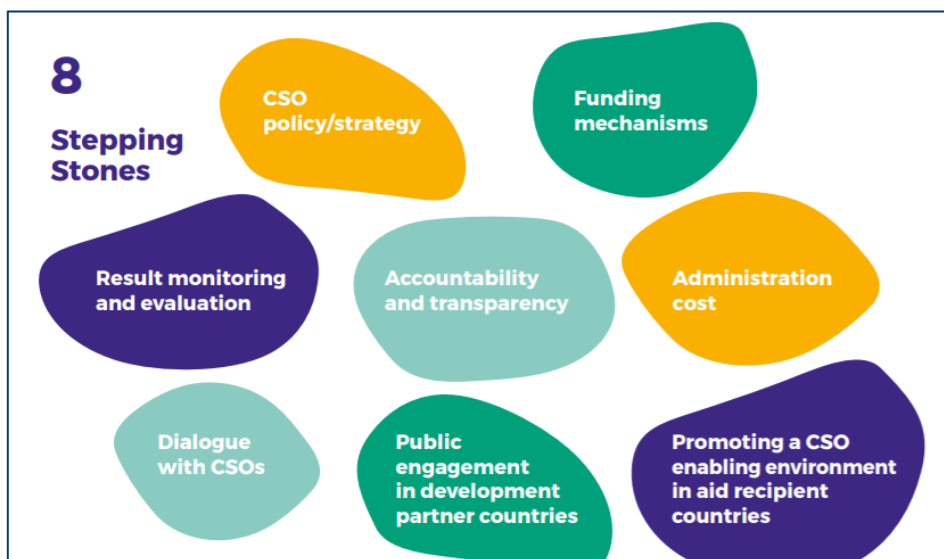 8
Stepping
Stones
CSO
policy/strategy
Funding
mechanisms
Result monitoring
and evaluation
Accountability
and transparency
Administration
cost
Dialogue
with CSOs
Public
engagement
in development
partner countries
Promoting a CSO
enabling environment
in aid recipient
countries